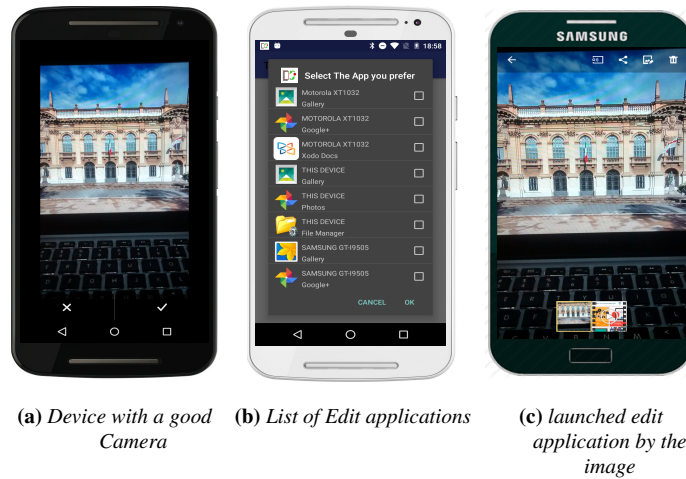 18:58
Select The App you prefer
Motorola XT1032
Gallery
MOTOROLA XT1032
Google+
MOTOROLA XT1032
Xodo Docs
THIS DEVICE
Gallery
THIS DEVICE
Photos
THIS DEVICE
File Manager
SAMSUNG GT-I9505
Gallery
SAMSUNG GT-I9505
Google+
CANCEL OK
SAMSUNG
(a) Device with a good
Camera
(b) List of Edit applications
(c) launched edit
application by the
image